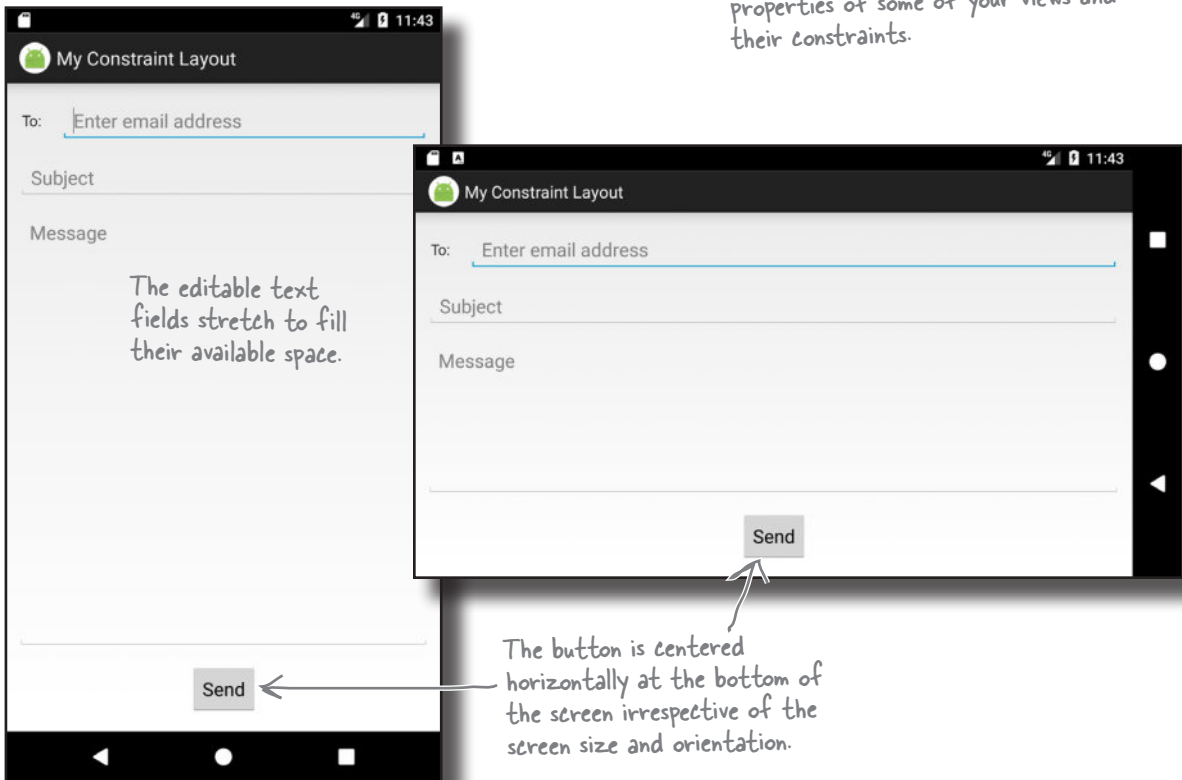 properties of some of your views and
their constraints.
11:43
My Constraint Layout
To:
Enter email address
Subject
Message
The editable text
fields stretch to fill
their available space.
Send
4G
11:43
A
My Constraint Layout
To:
Enter email address
Subject
Message
Send
The button is centered
horizontally at the bottom of
the screen irrespective of the
screen size and orientation.